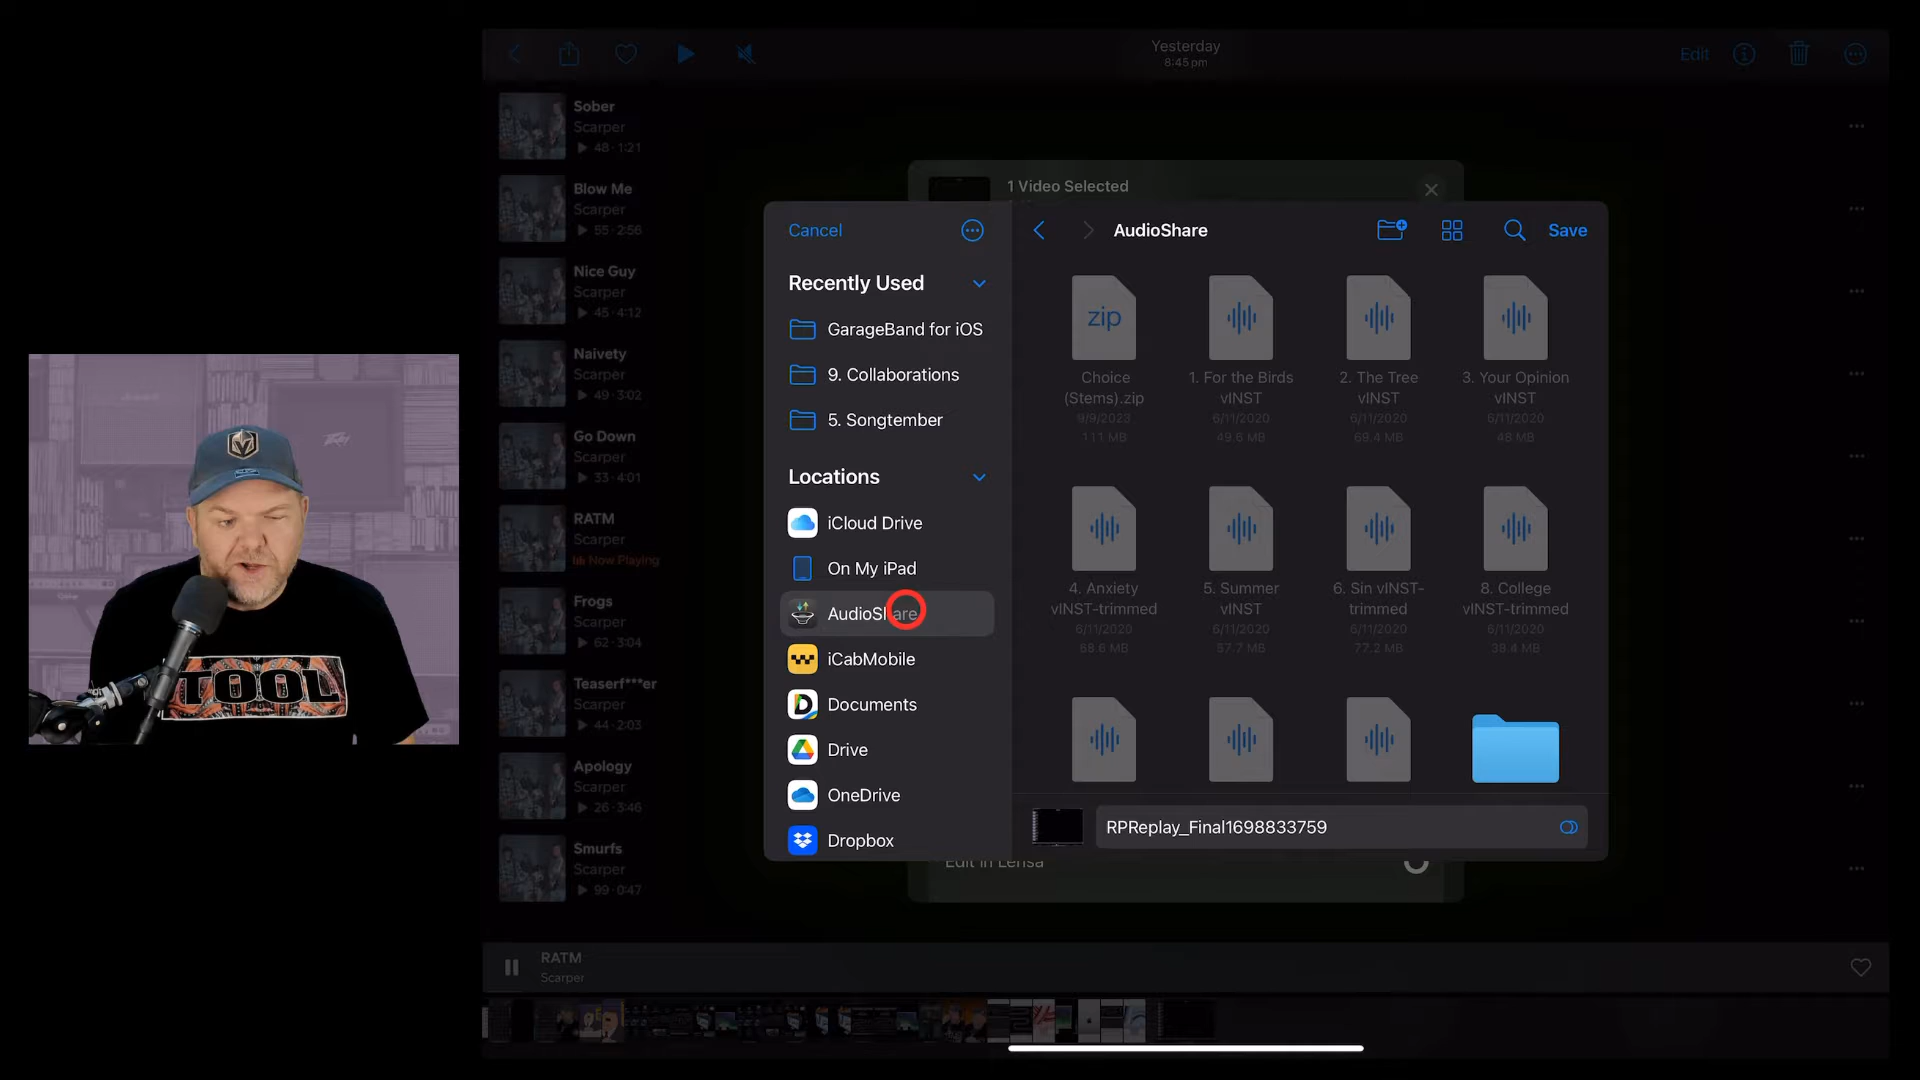 Yesterday
8:45 pm
Edit
Sober
Scarper
48 · 1:21
Blow Me
Scarper
55 · 2:56
Nice Guy
Scarper
45 · 4:12
Naivety
Scarper
49 · 3:02
Go Down
Scarper
33 · 4:01
RATM
Scarper
Now Playing
Frogs
Scarper
62 · 3:04
Teaserf***er
Scarper
44 · 2:03
Apology
Scarper
26 · 3:46
Smurfs
Scarper
99 · 0:47
1 Video Selected
Cancel
Recently Used
GarageBand for iOS
9. Collaborations
5. Songtember
Locations
iCloud Drive
On My iPad
AudioShare
iCabMobile
Documents
Drive
OneDrive
Dropbox
AudioShare
Save
zip
Choice
(Stems).zip
9/9/2023
111 MB
1. For the Birds
vINST
6/11/2020
49.6 MB
2. The Tree
vINST
6/11/2020
69.4 MB
3. Your Opinion
vINST
6/11/2020
48 MB
4. Anxiety
vINST-trimmed
6/11/2020
68.6 MB
5. Summer
vINST
6/11/2020
57.7 MB
6. Sin vINST-
trimmed
6/11/2020
77.2 MB
8. College
vINST-trimmed
6/11/2020
38.4 MB
RPReplay_Final1698833759
Edit in Lensa
RATM
Scarper
TOOL